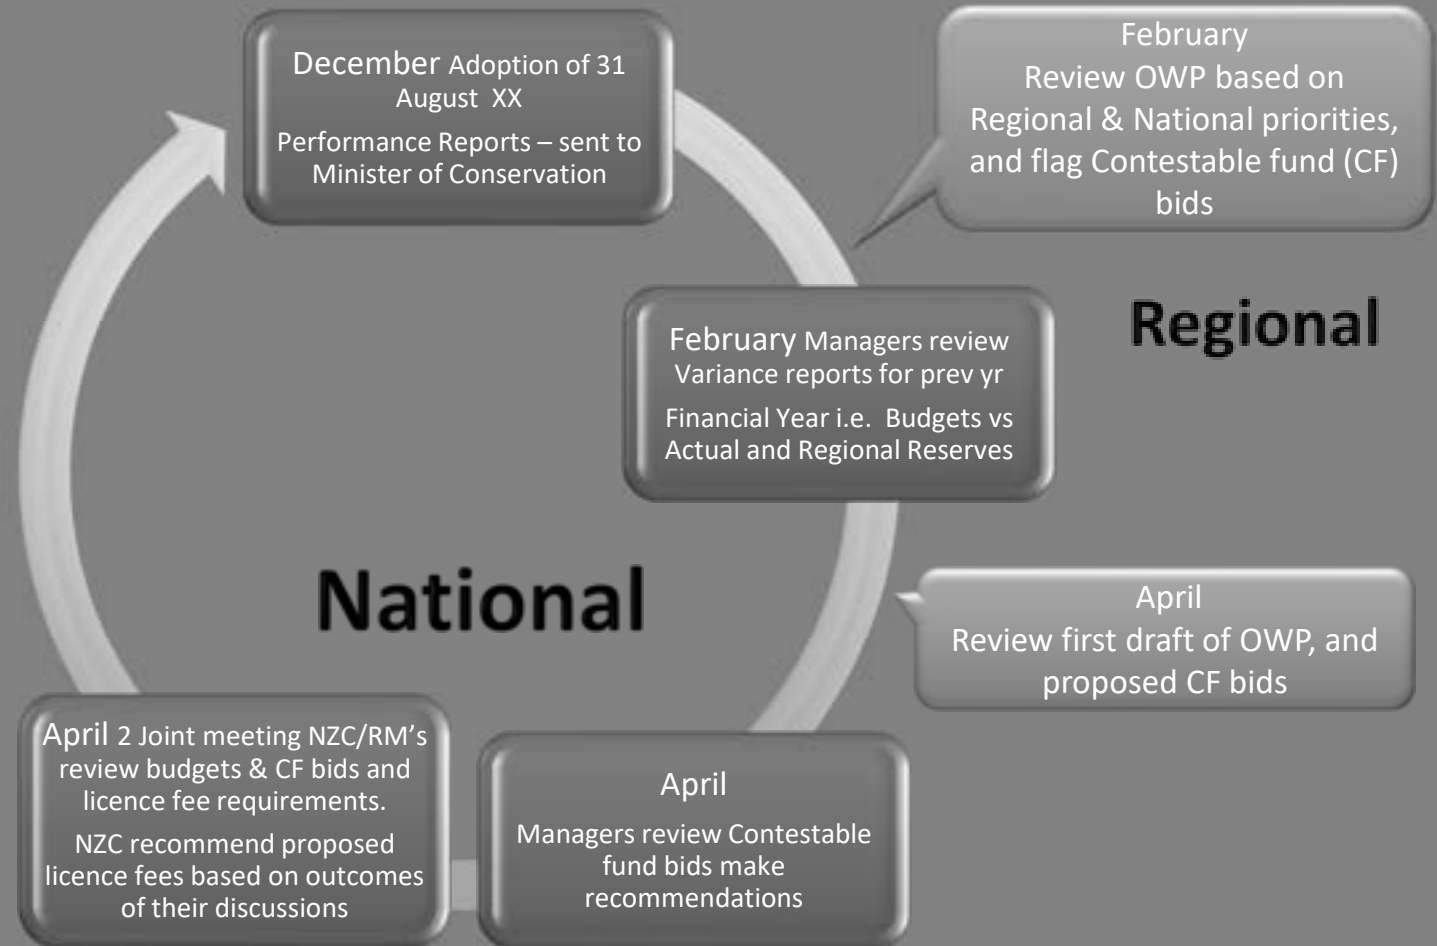 December Adoption of 31
August XX
Performance Reports – sent to
Minister of Conservation
February
Review OWP based on
Regional & National priorities,
and flag Contestable fund (CF)
bids
Regional
February Managers review
Variance reports for prev yr
Financial Year i.e. Budgets vs
Actual and Regional Reserves
National
April
Review first draft of OWP, and
proposed CF bids
April 2 Joint meeting NZC/RM’s
review budgets & CF bids and
licence fee requirements.
NZC recommend proposed
licence fees based on outcomes
of their discussions
April
Managers review Contestable
fund bids make
recommendations